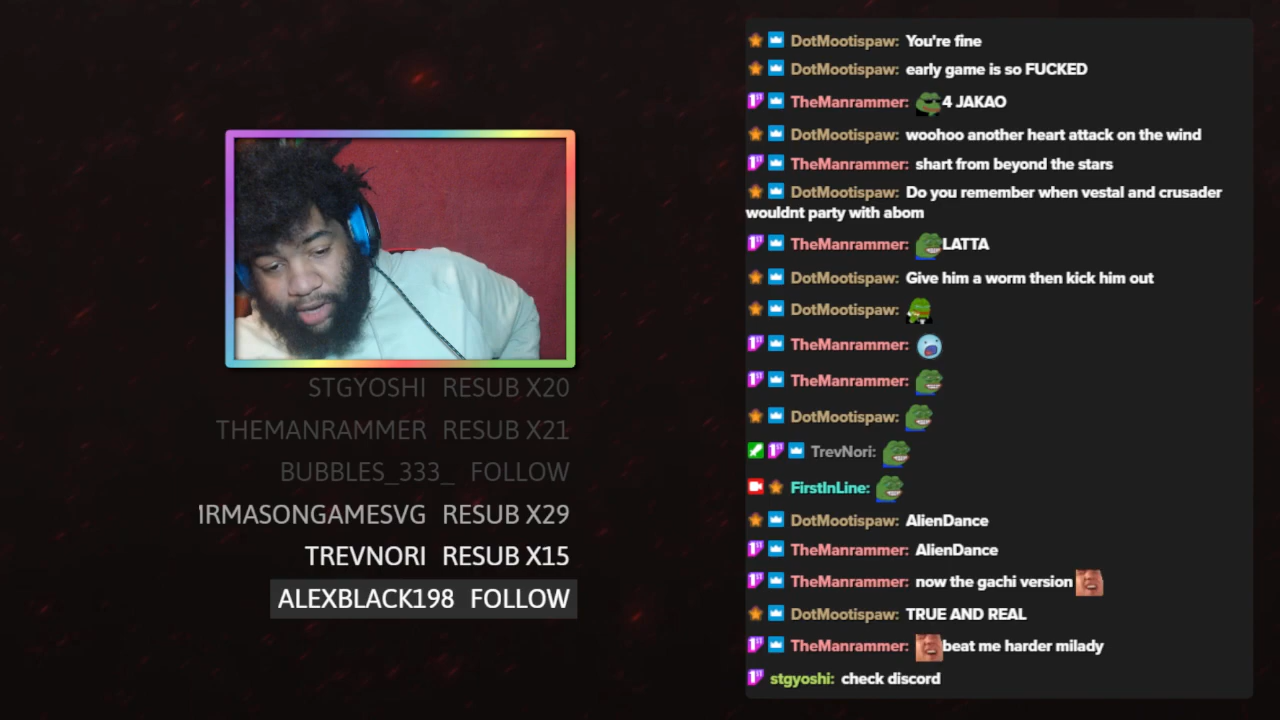 DotMootispaw: You're fine
DotMootispaw: early game is so FUCKED
TheManrammer: 4 JAKAO
DotMootispaw: woohoo another heart attack on the wind
TheManrammer: shart from beyond the stars
DotMootispaw: Do you remember when vestal and crusader
wouldnt party with abom
TheManrammer: LATTA
DotMootispaw: Give him a worm then kick him out
DotMootispaw:
TheManrammer:
TheManrammer:
DotMootispaw:
TrevNori:
FirstInLine:
DotMootispaw: AlienDance
TheManrammer: AlienDance
TheManrammer: now the gachi version
DotMootispaw: TRUE AND REAL
TheManrammer: beat me harder milady
stgyoshi: check discord
STGYOSHI RESUB X20
THEMANRAMMER RESUB X21
BUBBLES_333_ FOLLOW
IRMASONGAMESVG RESUB X29
TREVNORI RESUB X15
ALEXBLACK198 FOLLOW